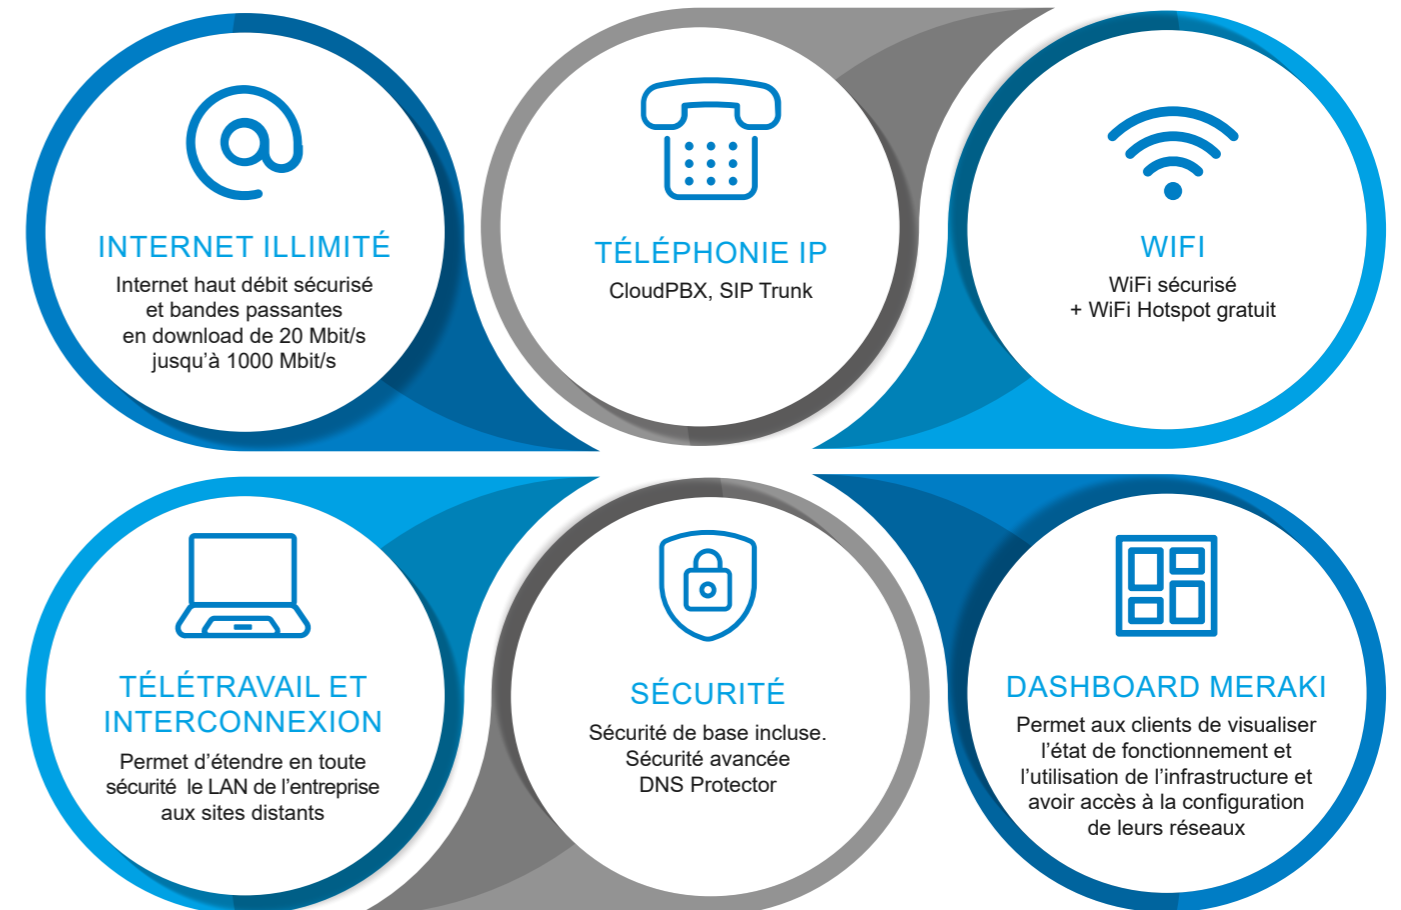 INTERNET ILLIMITÉ
Internet haut débit sécurisé
et bandes passantes
en download de 20 Mbit/s
jusqu'à 1000 Mbit/s
TÉLÉPHONIE IP
CloudPBX, SIP Trunk
WIFI
WiFi sécurisé
+ WiFi Hotspot gratuit
TÉLÉTRAVAIL ET
INTERCONNEXION
Permet d'étendre en toute
sécurité le LAN de l'entreprise
aux sites distants
SÉCURITÉ
Sécurité de base incluse.
Sécurité avancée
DNS Protector
DASHBOARD MERAKI
Permet aux clients de visualiser
l'état de fonctionnement et
l'utilisation de l'infrastructure et
avoir accès à la configuration
de leurs réseaux